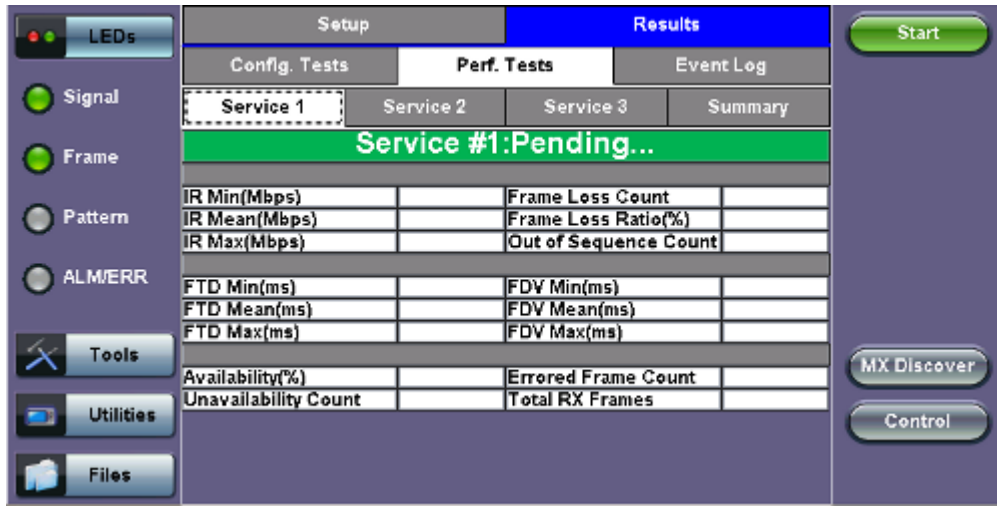 LEDs
Signal
Frame
Pattern
ALM/ERR
Tools
Utilities
Files
Setup Results
Config. Tests Perf. Tests Event Log
Service 1 Service 2 Service 3 Summary
Service #1:Pending...
IR Min(Mbps) Frame Loss Count
IR Mean(Mbps) Frame Loss Ratio(%)
IR Max(Mbps) Out of Sequence Count
FTD Min(ms) FDV Min(ms)
FTD Mean(ms) FDV Mean(ms)
FTD Max(ms) FDV Max(ms)
Availability(%) Errored Frame Count
Unavailability Count Total RX Frames
Start
MX Discover
Control